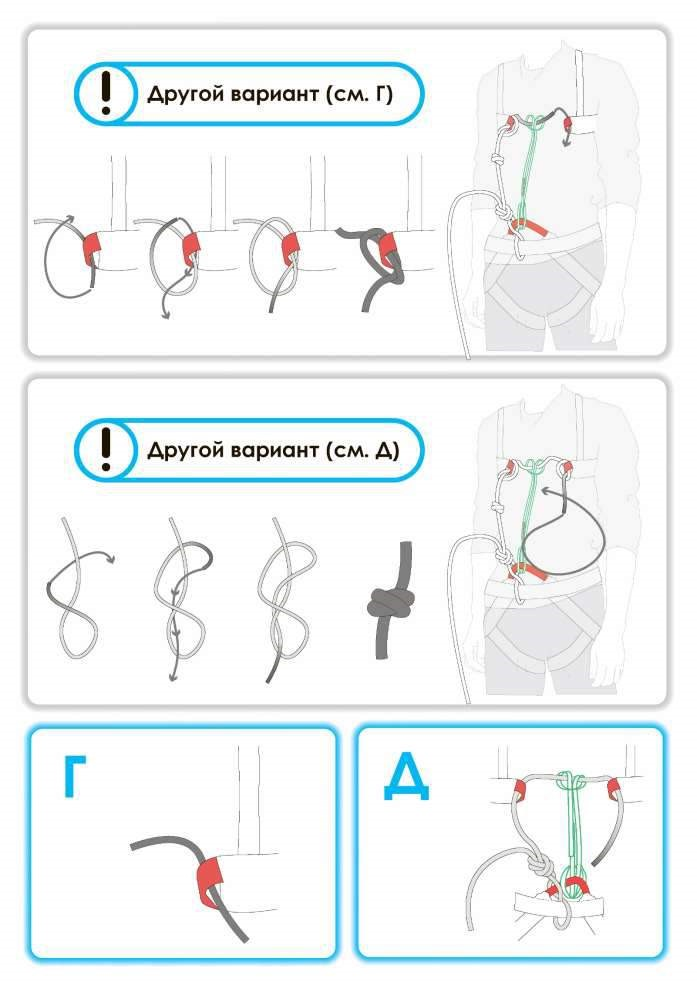 ! Другой вариант (см. Г)
! Другой вариант (см. Д)
Г
Д